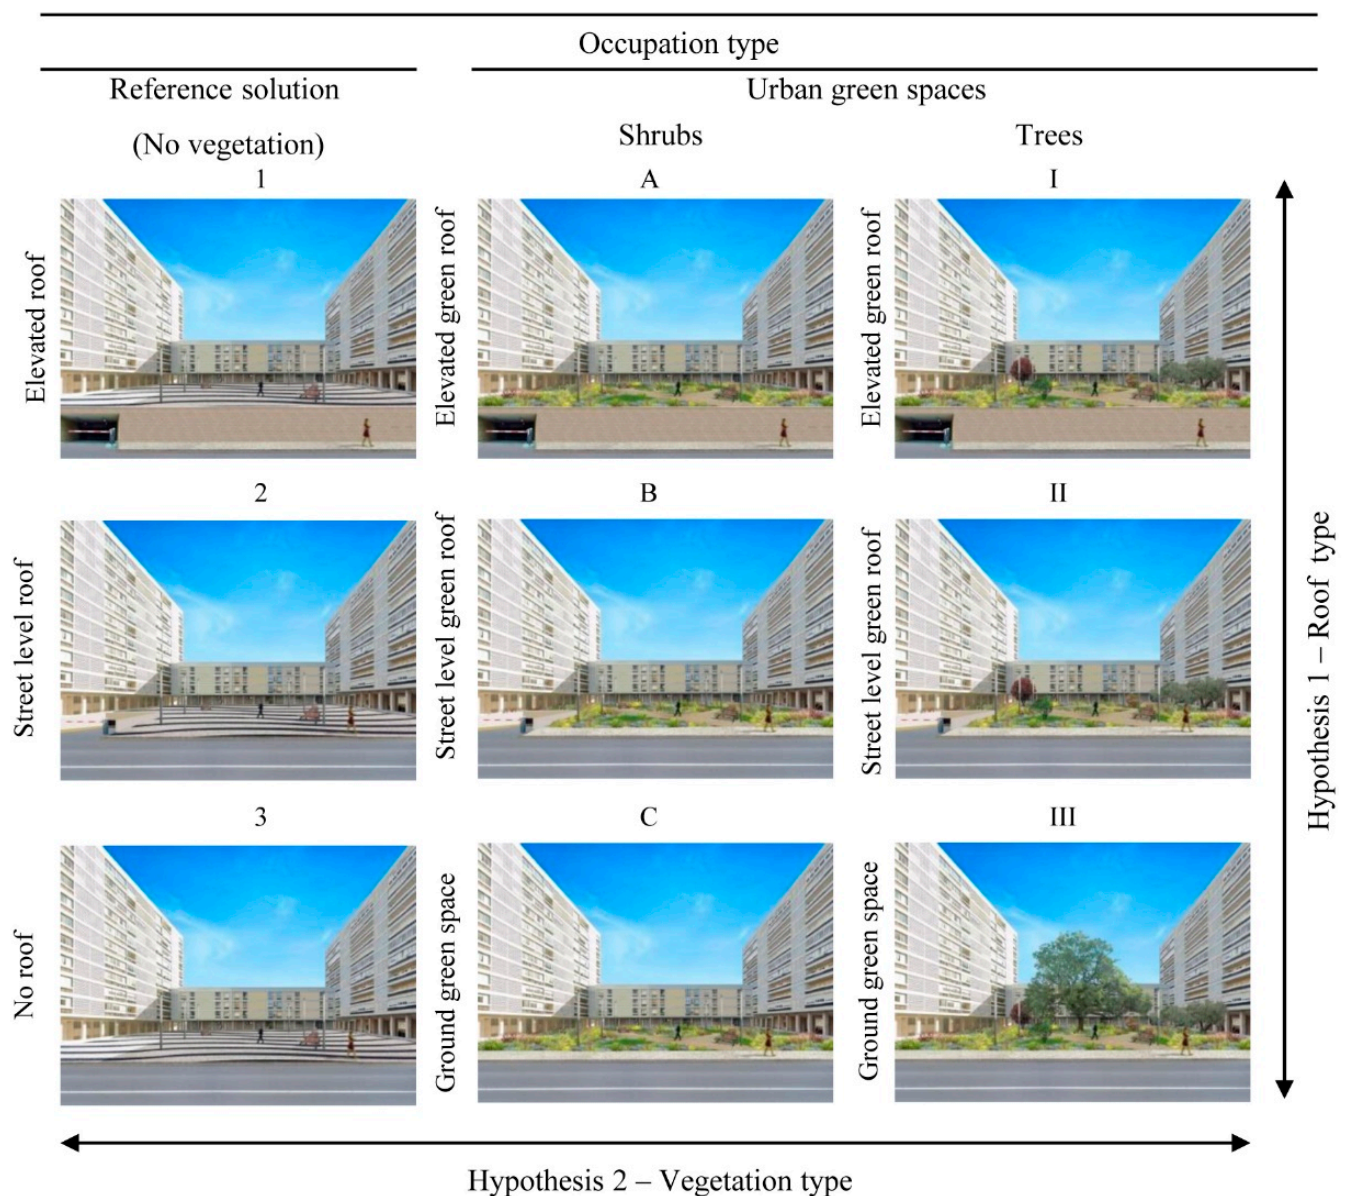 Occupation type
Reference solution
(No vegetation)
Urban green spaces
Shrubs
Trees
1
A
I
Elevated roof
Elevated green roof
Elevated green roof
2
B
II
Street level roof
Street level green roof
Street level green roof
3
C
III
No roof
Ground green space
Ground green space
Hypothesis 1 – Roof type
Hypothesis 2 – Vegetation type